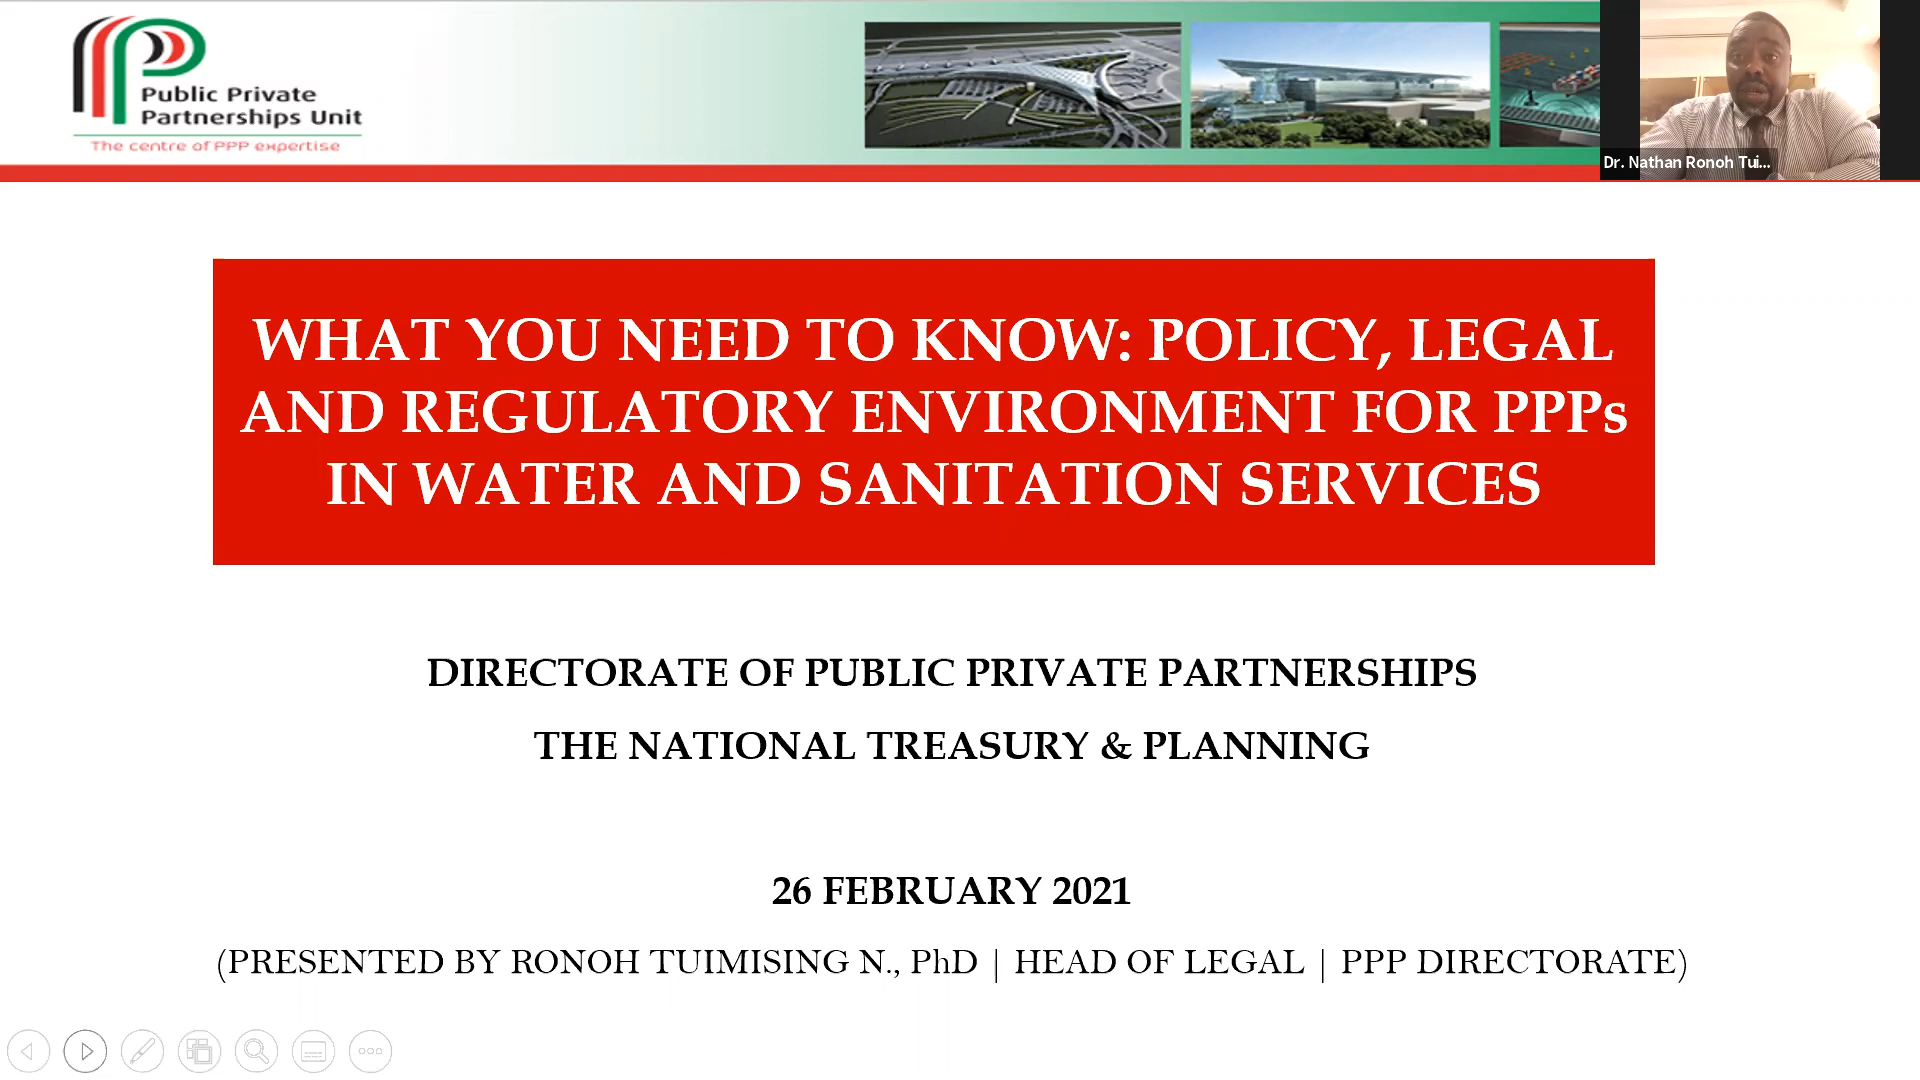 Public Private
Partnerships Unit
The centre of PPP expertise
Dr. Nathan Ronoh Tui...
WHAT YOU NEED TO KNOW: POLICY, LEGAL
AND REGULATORY ENVIRONMENT FOR PPPs
IN WATER AND SANITATION SERVICES
DIRECTORATE OF PUBLIC PRIVATE PARTNERSHIPS
THE NATIONAL TREASURY & PLANNING
26 FEBRUARY 2021
(PRESENTED BY RONOH TUIMISING N., PhD | HEAD OF LEGAL | PPP DIRECTORATE)